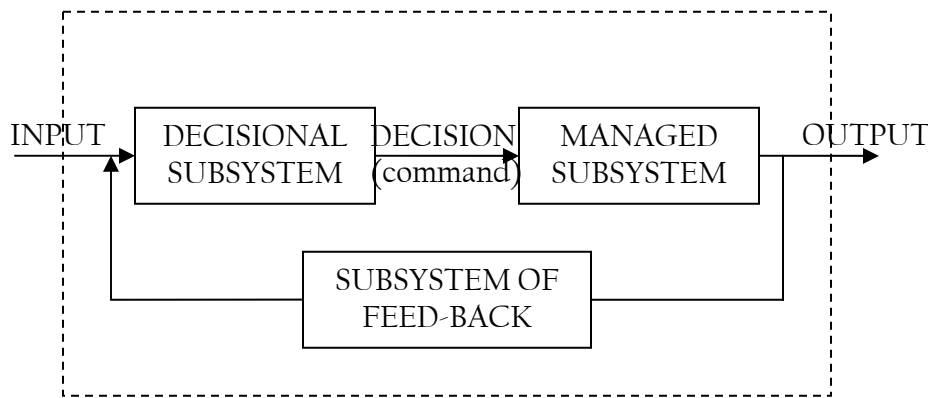 INPUT
DECISIONAL
SUBSYSTEM
DECISION
(command)
MANAGED
SUBSYSTEM
OUTPUT
SUBSYSTEM OF
FEED-BACK